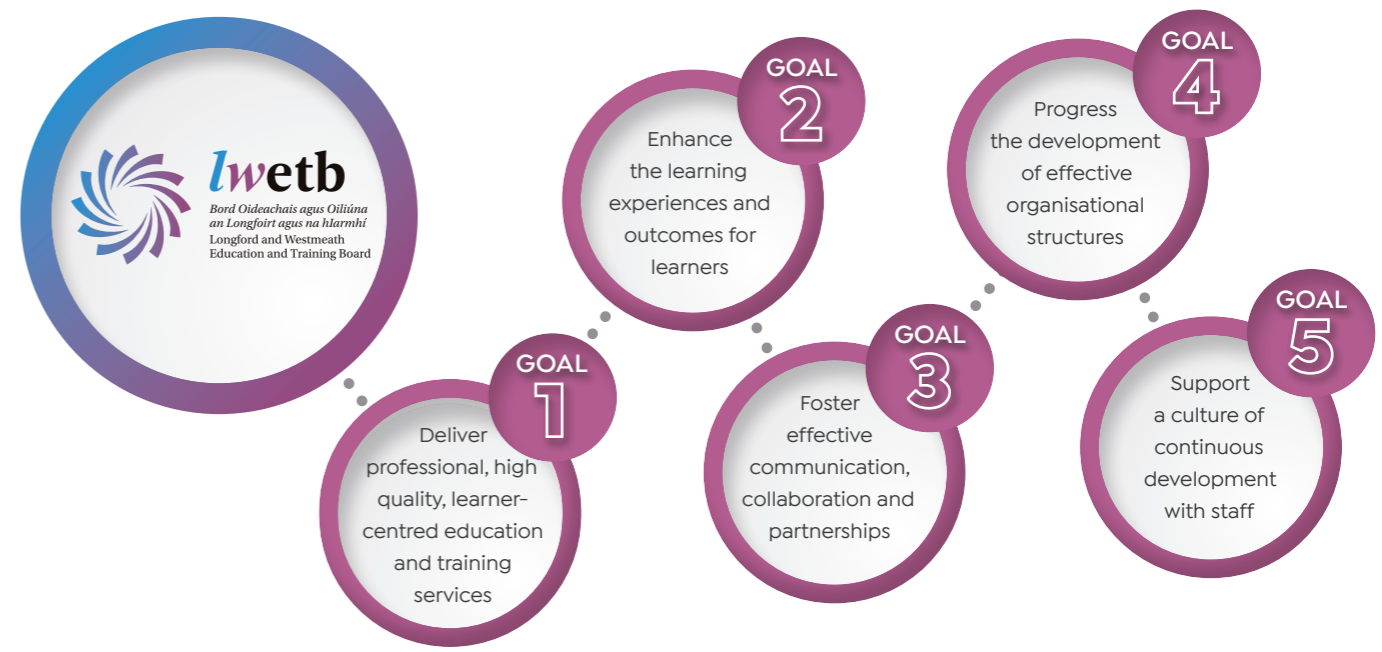 lwetb
Bord Oideachais agus Oiliúna
an Longfoirt agus na hIarmhí
Longford and Westmeath
Education and Training Board
GOAL
1
Deliver
professional, high
quality, learner-
centred education
and training
services
GOAL
2
Enhance
the learning
experiences and
outcomes for
learners
GOAL
3
Foster
effective
communication,
collaboration and
partnerships
GOAL
4
Progress
the development
of effective
organisational
structures
GOAL
5
Support
a culture of
continuous
development
with staff